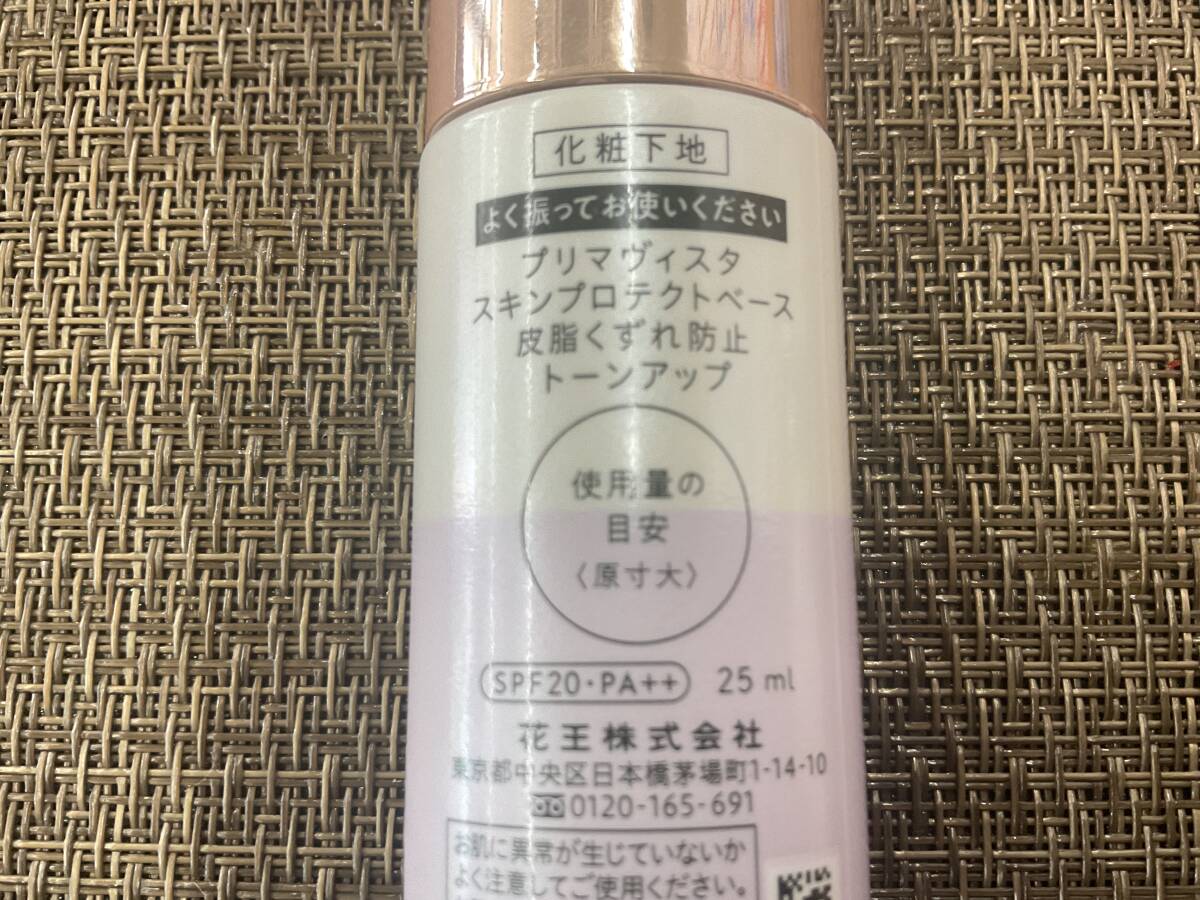 化粧下地
よく振ってお使いください
プリマヴィスタ
スキンプロテクトベース
皮脂くずれ防止
トーンアップ
使用量の
目安
〈原寸大〉
SPF20・PA++ 25 ml
花王株式会社
東京都中央区日本橋茅場町1-14-10
0120-165-691
お肌に異常が生じていないか
よく注意してご使用ください。